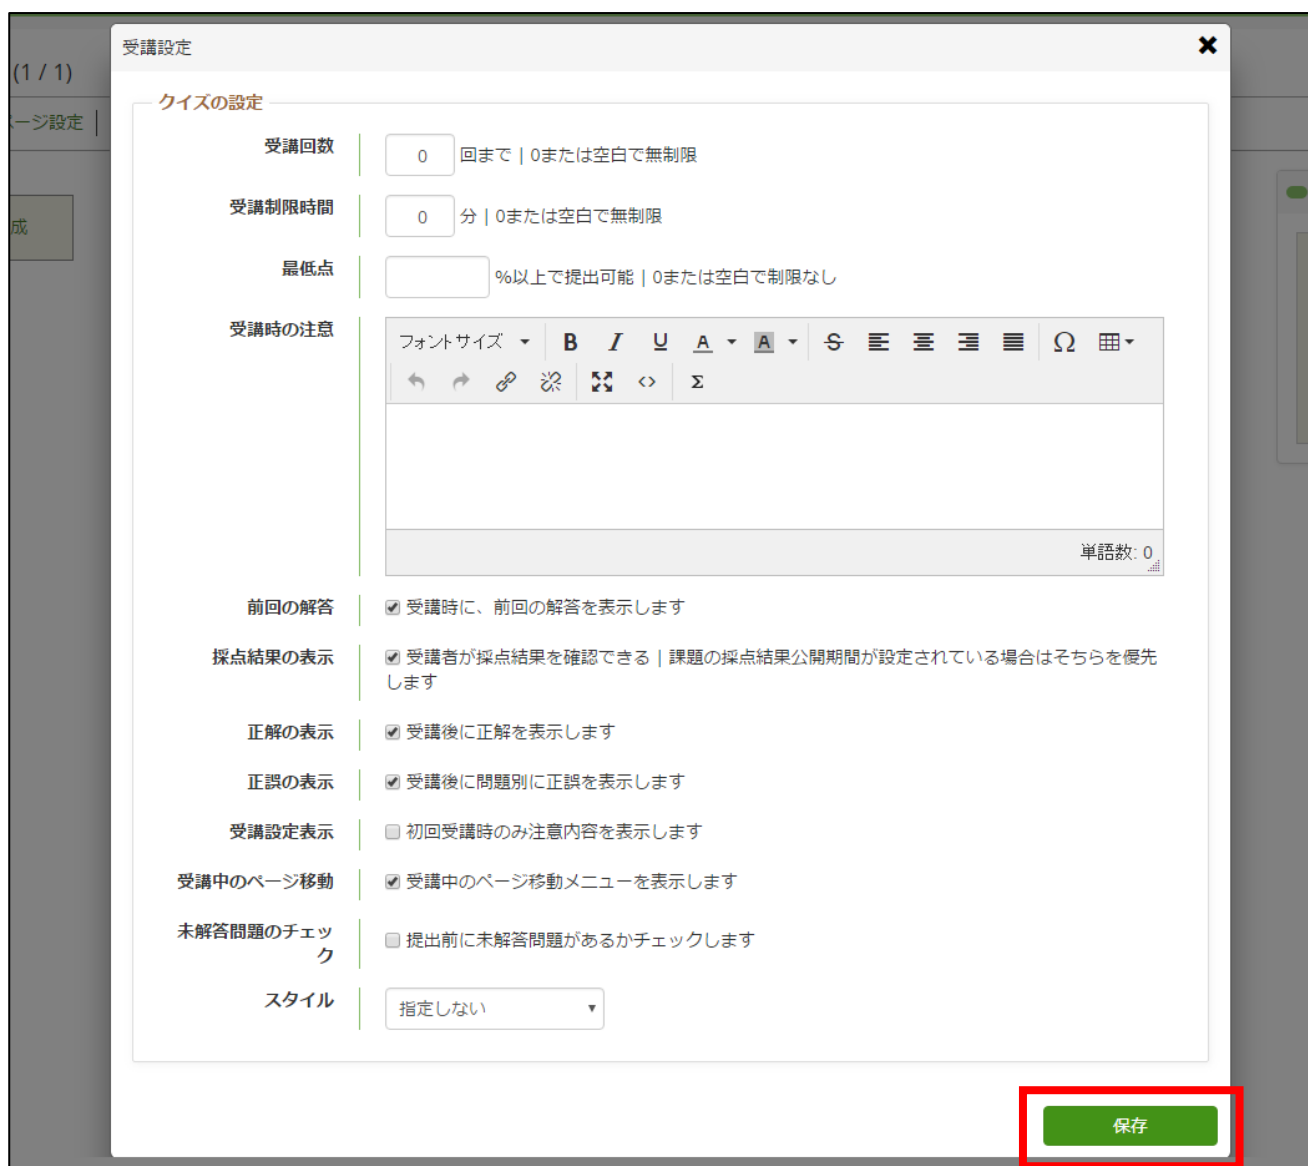 受講設定
(1 / 1)
ージ設定
成
クイズの設定
受講回数
0 回まで | 0または空白で無制限
受講制限時間
0 分 | 0または空白で無制限
最低点
%以上で提出可能 | 0または空白で制限なし
受講時の注意
フォントサイズ B I U A A S Ω
<> Σ
単語数: 0
前回の解答
受講時に、前回の解答を表示します
採点結果の表示
受講者が採点結果を確認できる | 課題の採点結果公開期間が設定されている場合はそちらを優先
します
正解の表示
受講後に正解を表示します
正誤の表示
受講後に問題別に正誤を表示します
受講設定表示
初回受講時のみ注意内容を表示します
受講中のページ移動
受講中のページ移動メニューを表示します
未解答問題のチェッ
ク
提出前に未解答問題があるかチェックします
スタイル
指定しない
保存